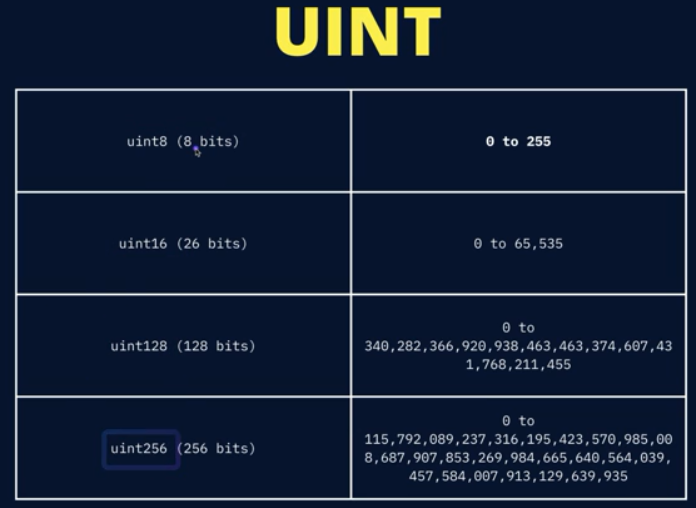 UINT
uint8 (8 bits)
0 to 255
uint16 (26 bits)
0 to 65,535
uint128 (128 bits)
0 to
340,282,366,920,938,463,463,374,607,43
1,768,211,455
uint256 (256 bits)
0 to
115,792,089,237,316,195,423,570,985,00
8,687,907,853,269,984,665,640,564,039,
457,584,007,913,129,639,935